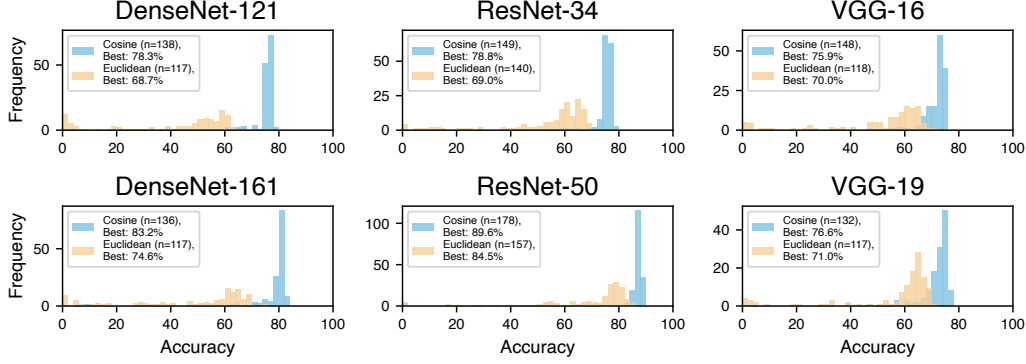 DenseNet-121
ResNet-34
VGG-16
Frequency
50
0
Cosine (n=138),
Best: 78.3%
Euclidean (n=117),
Best: 68.7%
0 20 40 60 80 100
75
50
25
0
Cosine (n=149),
Best: 78.8%
Euclidean (n=140),
Best: 69.0%
0 20 40 60 80 100
50
25
0
Cosine (n=148),
Best: 75.9%
Euclidean (n=118),
Best: 70.0%
0 20 40 60 80 100
DenseNet-161
ResNet-50
VGG-19
Frequency
50
0
Cosine (n=136),
Best: 83.2%
Euclidean (n=117),
Best: 74.6%
0 20 40 60 80 100
Accuracy
100
50
0
Cosine (n=178),
Best: 89.6%
Euclidean (n=157),
Best: 84.5%
0 20 40 60 80 100
Accuracy
40
20
0
Cosine (n=132),
Best: 76.6%
Euclidean (n=117),
Best: 71.0%
0 20 40 60 80 100
Accuracy